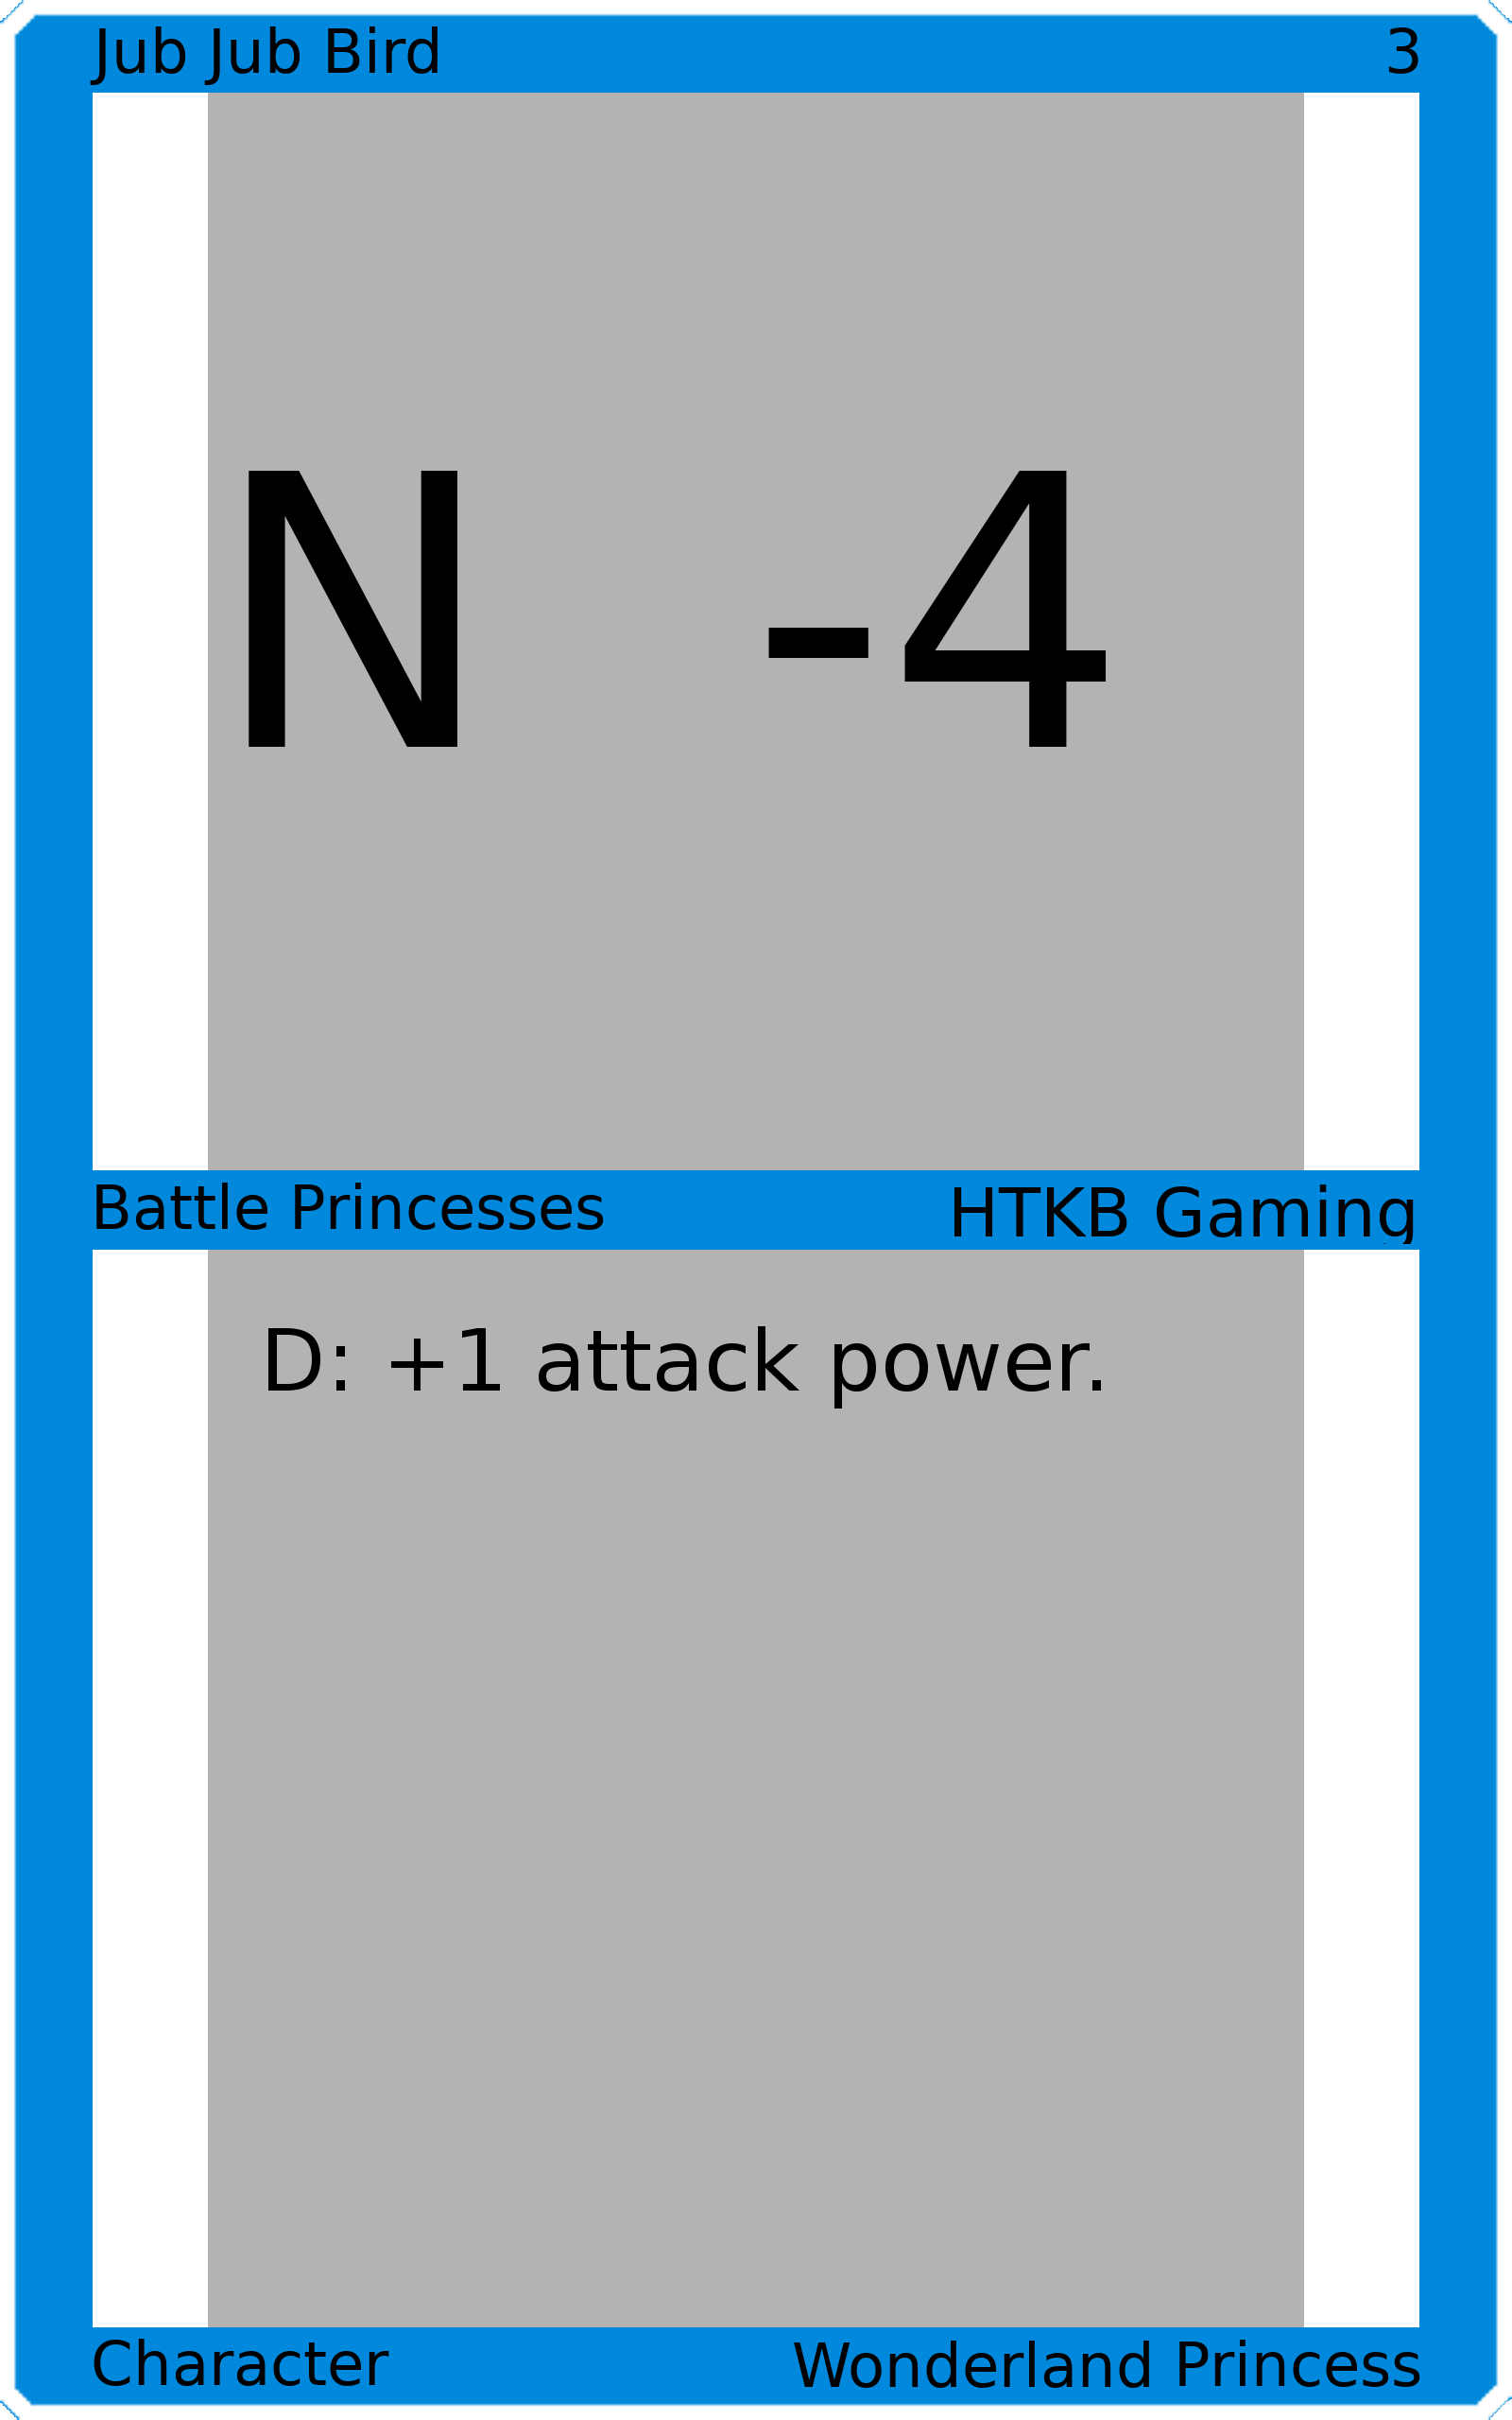 Jub Jub Bird 3
N -4
Battle Princesses HTKB Gaming
D: +1 attack power.
Character Wonderland Princess